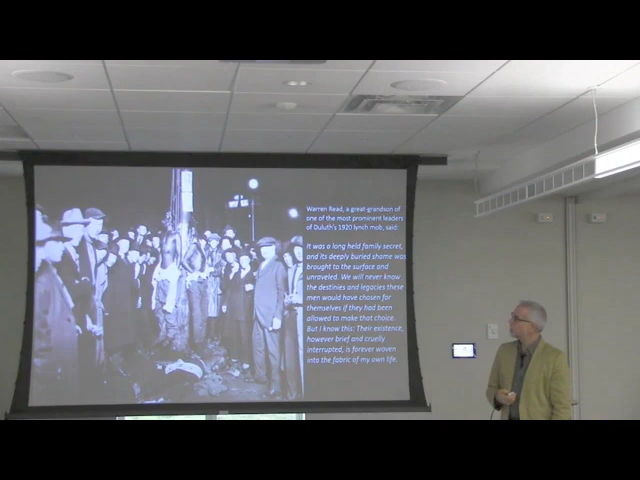 Warren Read, a great-grandson of
one of the most prominent leaders
of Duluth's 1920 lynch mob, said:
It was a long held family secret,
and its deeply buried shame was
brought to the surface and
unraveled. We will never know
the destinies and legacies these
men would have chosen for
themselves if they had been
allowed to make that choice.
But I know this: Their existence,
however brief and cruelly
interrupted, is forever woven
into the fabric of my own life.